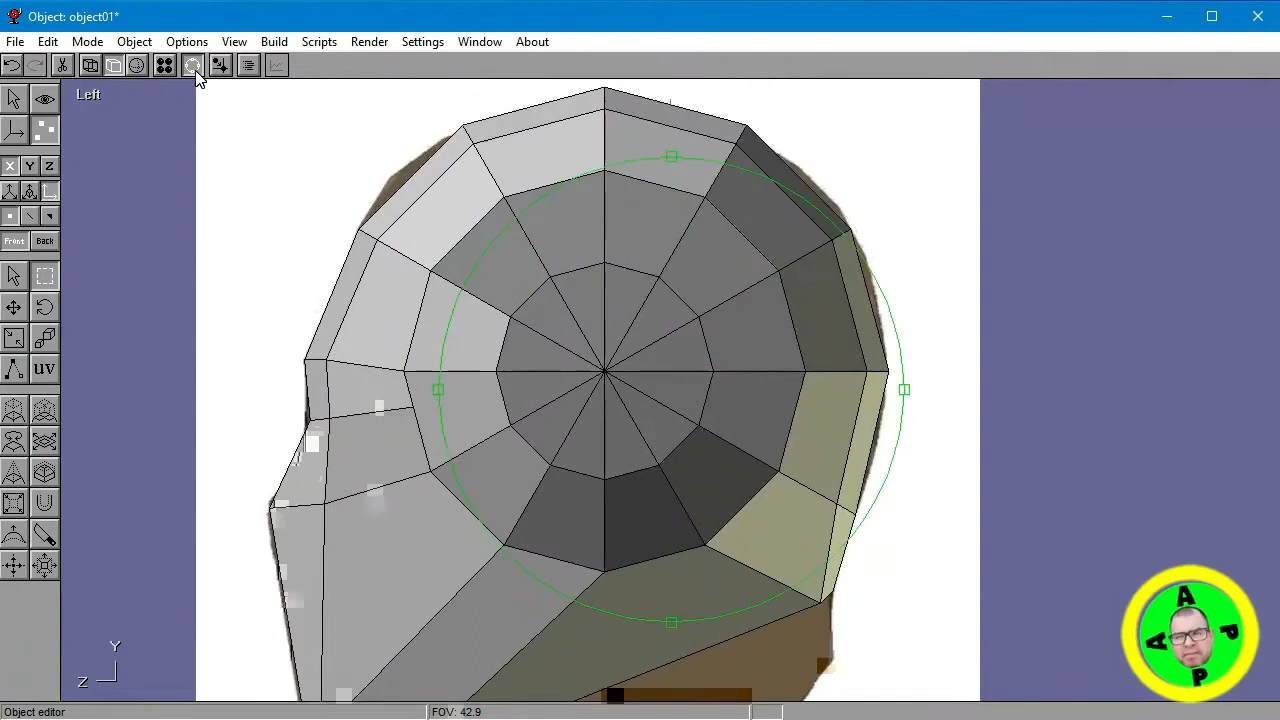 Object: object01*
File Edit Mode Object Options View Build Scripts Render Settings Window About
Left
X Y Z
Front Back
UV
Y
Z
A P P A
Object editor
FOV: 42.9